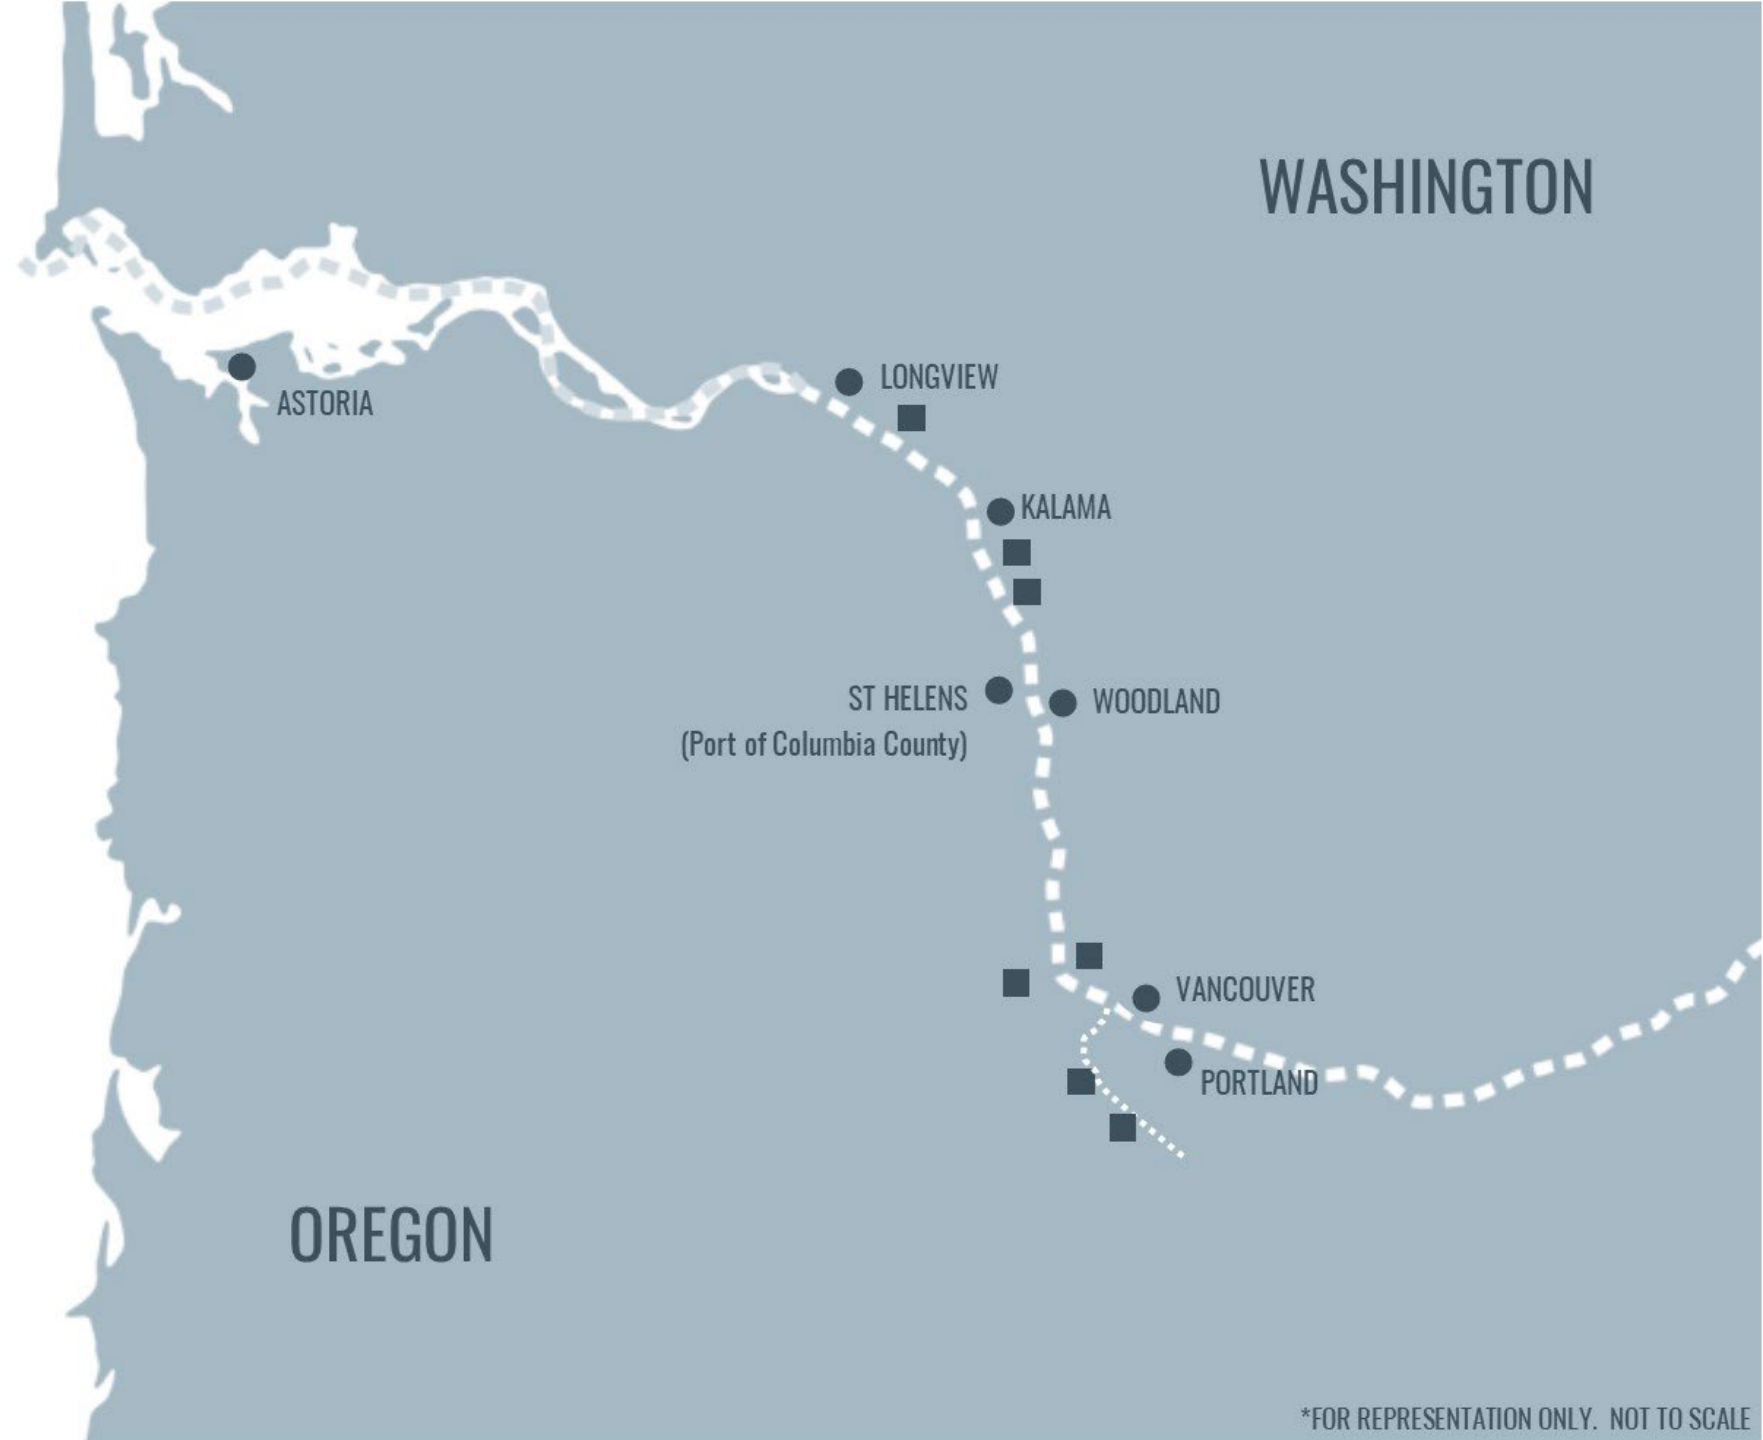 WASHINGTON
LONGVIEW
ASTORIA
KALAMA
ST HELENS
(Port of Columbia County)
WOODLAND
VANCOUVER
PORTLAND
OREGON
*FOR REPRESENTATION ONLY. NOT TO SCALE